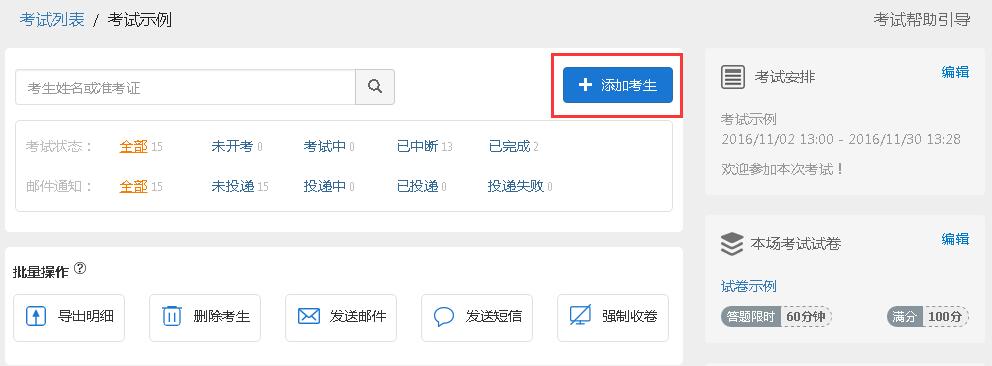 考试列表 / 考试示例
考试帮助引导
考生姓名或准考证
添加考生
考试状态： 全部 15 未开考 0 考试中 0 已中断 13 已完成 2
邮件通知： 全部 15 未投递 15 投递中 0 已投递 0 投递失败 0
批量操作 ?
导出明细 删除考生 发送邮件 发送短信 强制收卷
考试安排 编辑
考试示例
2016/11/02 13:00 - 2016/11/30 13:28
欢迎参加本次考试！
本场考试试卷 编辑
试卷示例
答题限时 60分钟 满分 100分